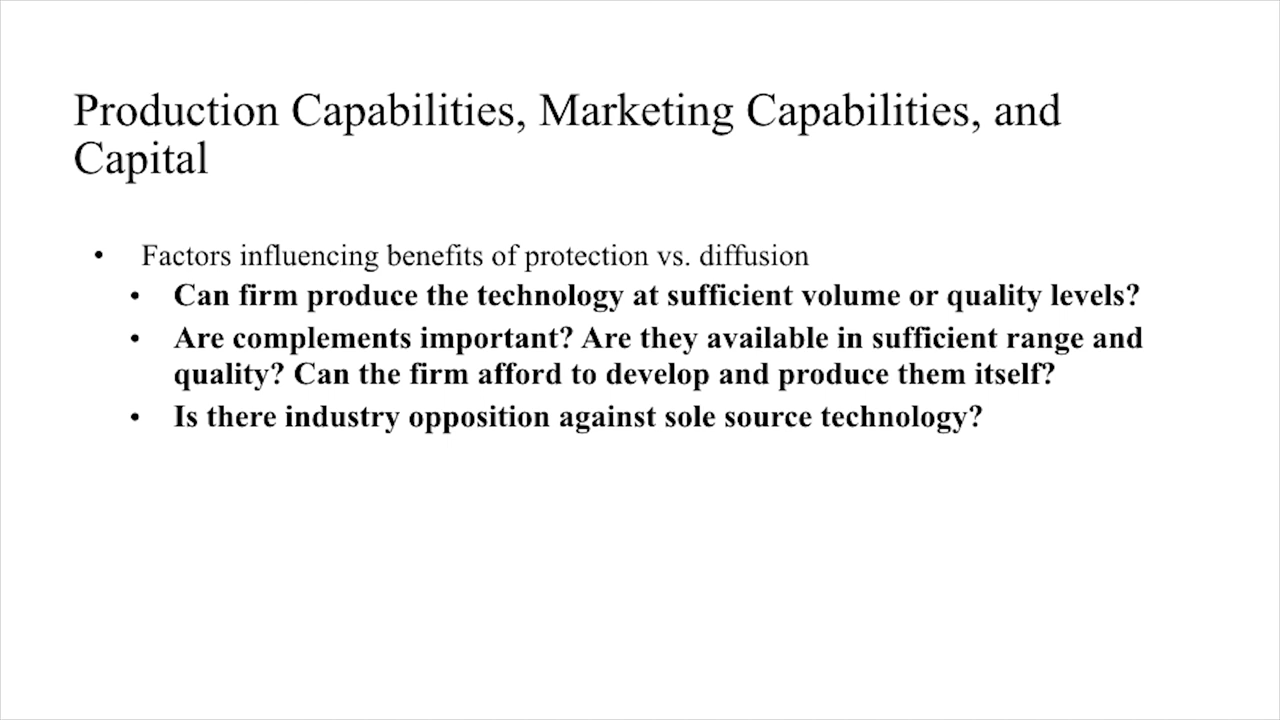 Production Capabilities, Marketing Capabilities, and
Capital
• Factors influencing benefits of protection vs. diffusion
• Can firm produce the technology at sufficient volume or quality levels?
• Are complements important? Are they available in sufficient range and
quality? Can the firm afford to develop and produce them itself?
• Is there industry opposition against sole source technology?